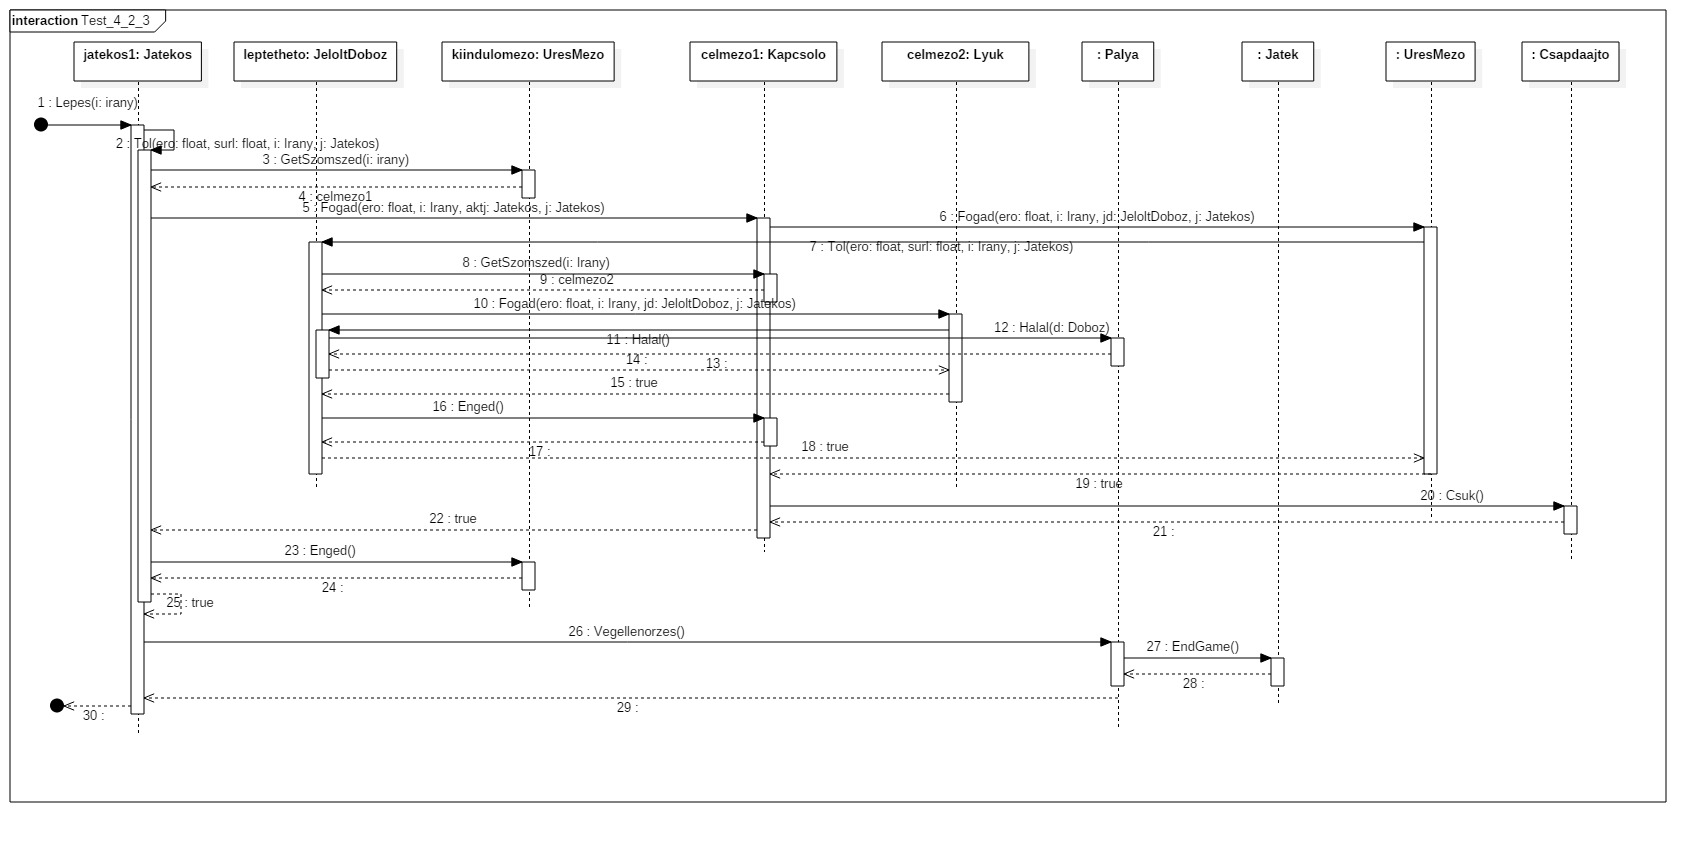 interaction Test_4_2_3
jatekos1: Jatekos
leptetheto: JeloltDoboz
kiindulomezo: UresMezo
celmezo1: Kapcsolo
celmezo2: Lyuk
: Palya
: Jatek
: UresMezo
: Csapdaajto
1 : Lepes(i: irany)
2 : Tol(ero: float, surl: float, i: Irany, j: Jatekos)
3 : GetSzomszed(i: irany)
4 : celmezo1
5 : Fogad(ero: float, i: Irany, aktj: Jatekos, j: Jatekos)
6 : Fogad(ero: float, i: Irany, jd: JeloltDoboz, j: Jatekos)
7 : Tol(ero: float, surl: float, i: Irany, j: Jatekos)
8 : GetSzomszed(i: Irany)
9 : celmezo2
10 : Fogad(ero: float, i: Irany, jd: JeloltDoboz, j: Jatekos)
11 : Halal()
12 : Halal(d: Doboz)
13 :
14 :
15 : true
16 : Enged()
17 :
18 : true
19 : true
20 : Csuk()
21 :
22 : true
23 : Enged()
24 :
25 : true
26 : Vegellenorzes()
27 : EndGame()
28 :
29 :
30 :